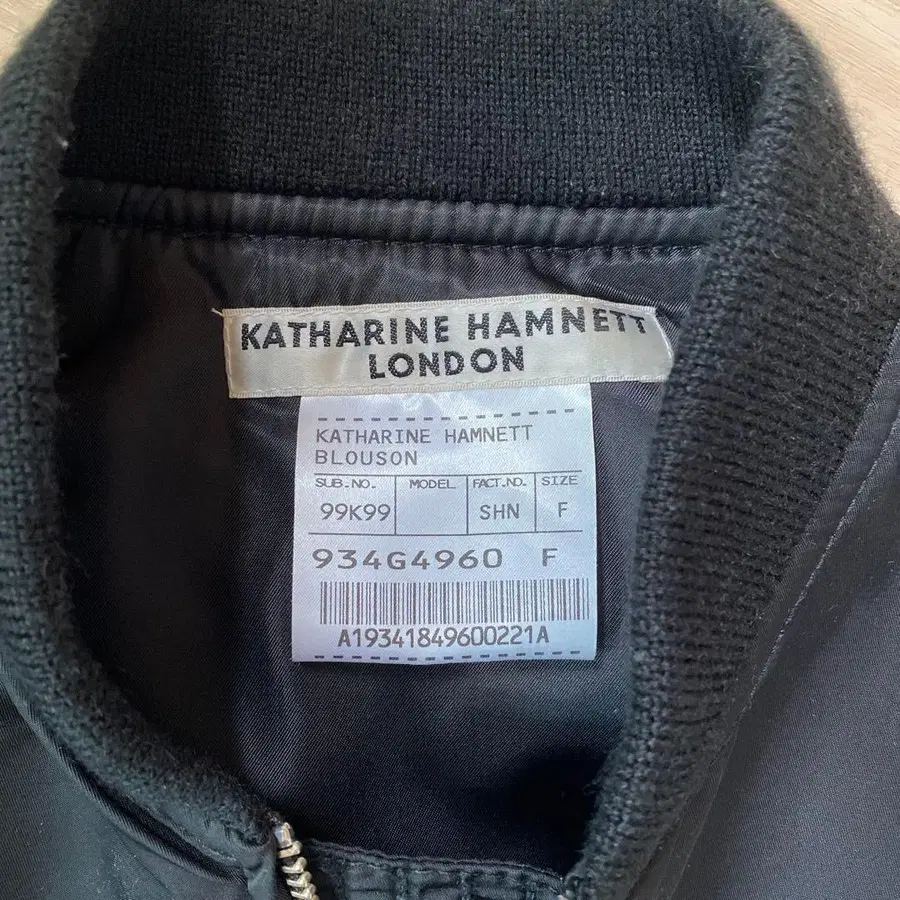 KATHARINE HAMNETT
LONDON
KATHARINE HAMNETT
BLOUSON
SUB.NO. MODEL FACT.NO. SIZE
99K99 SHN F
934G4960 F
A19341849600221A